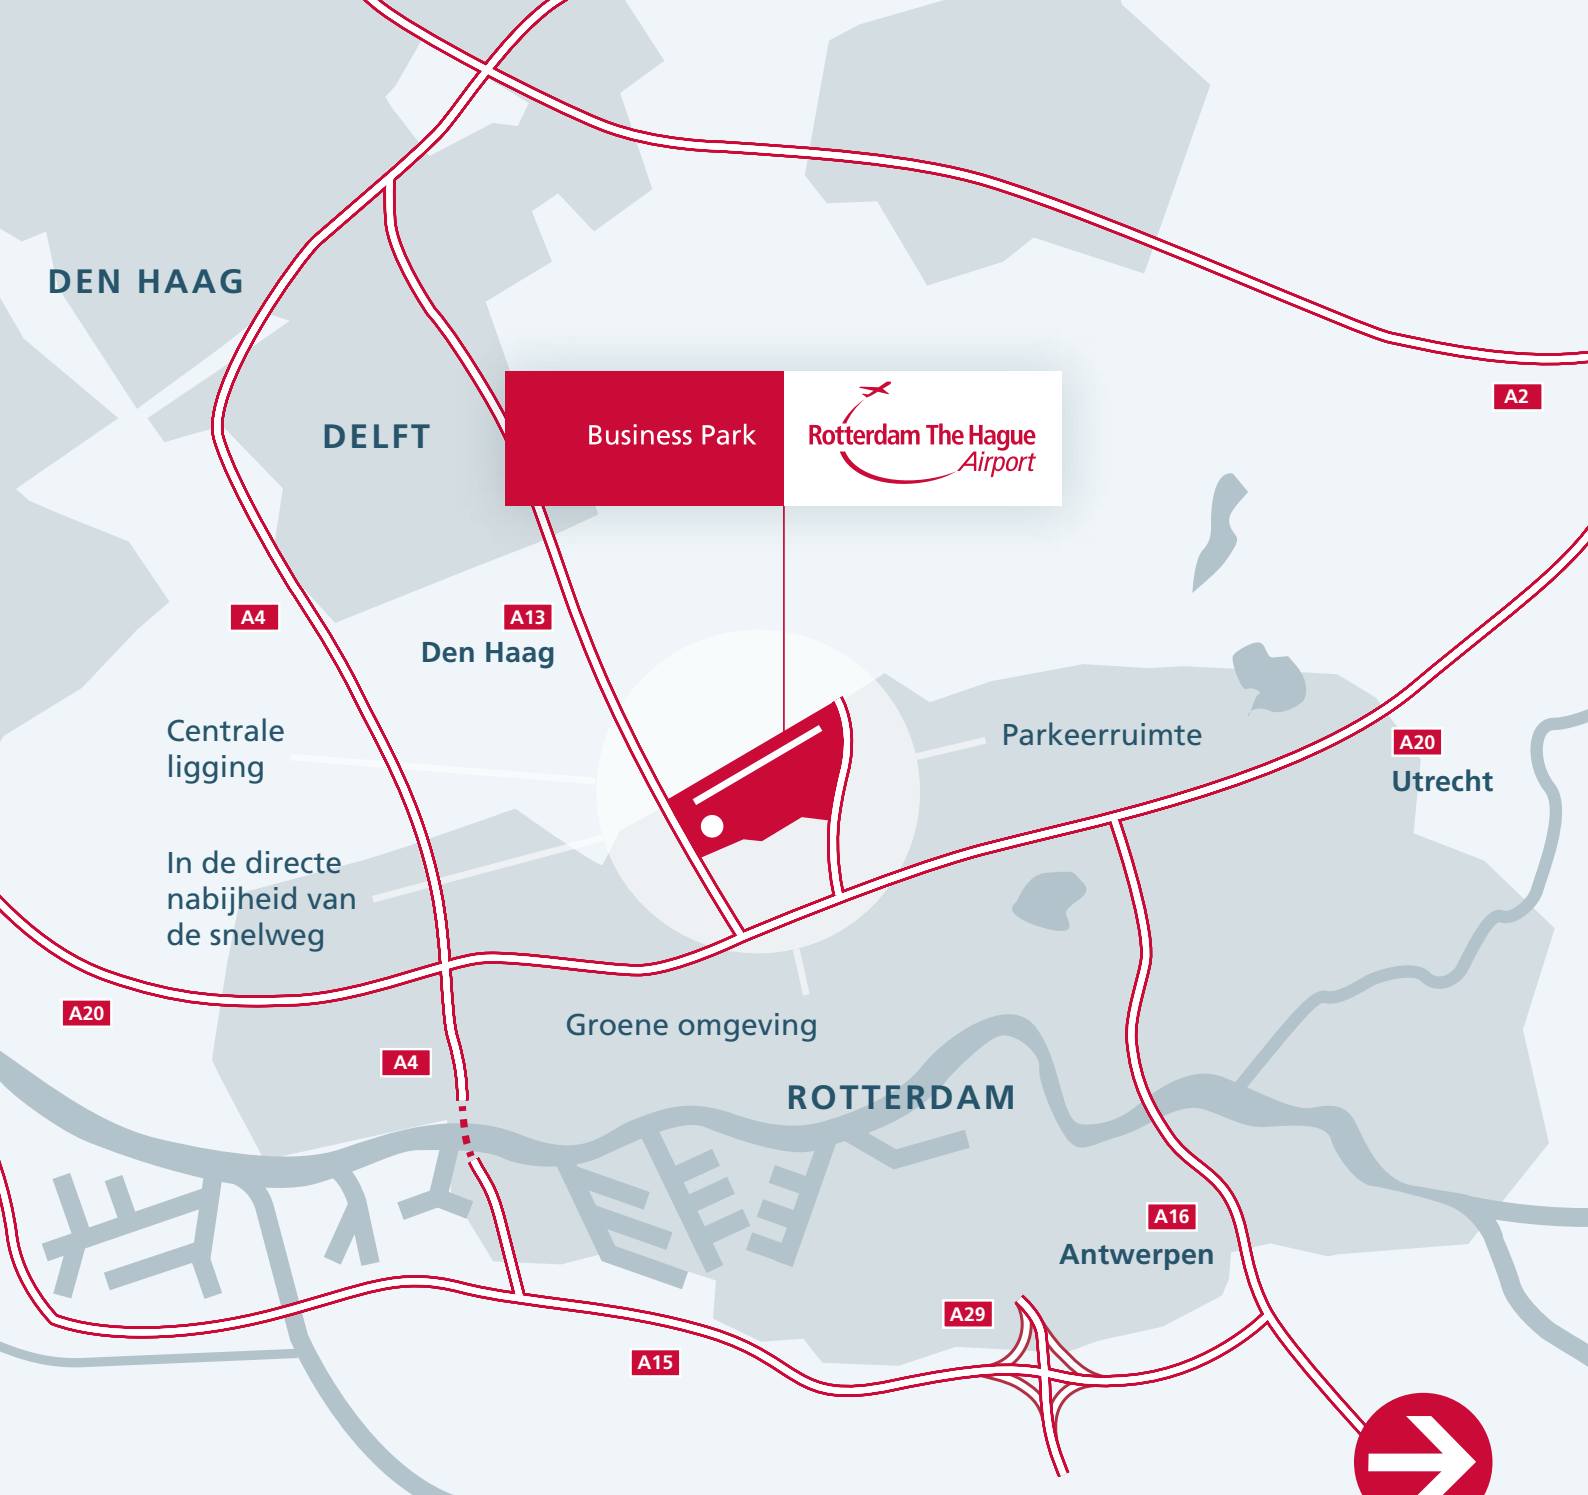 DEN HAAG
A2
Business Park
Rotterdam The Hague
Airport
DELFT
A4
A13
Den Haag
Centrale
ligging
Parkeerruimte
A20
Utrecht
In de directe
nabijheid van
de snelweg
A20
Groene omgeving
A4
ROTTERDAM
A16
Antwerpen
A29
A15